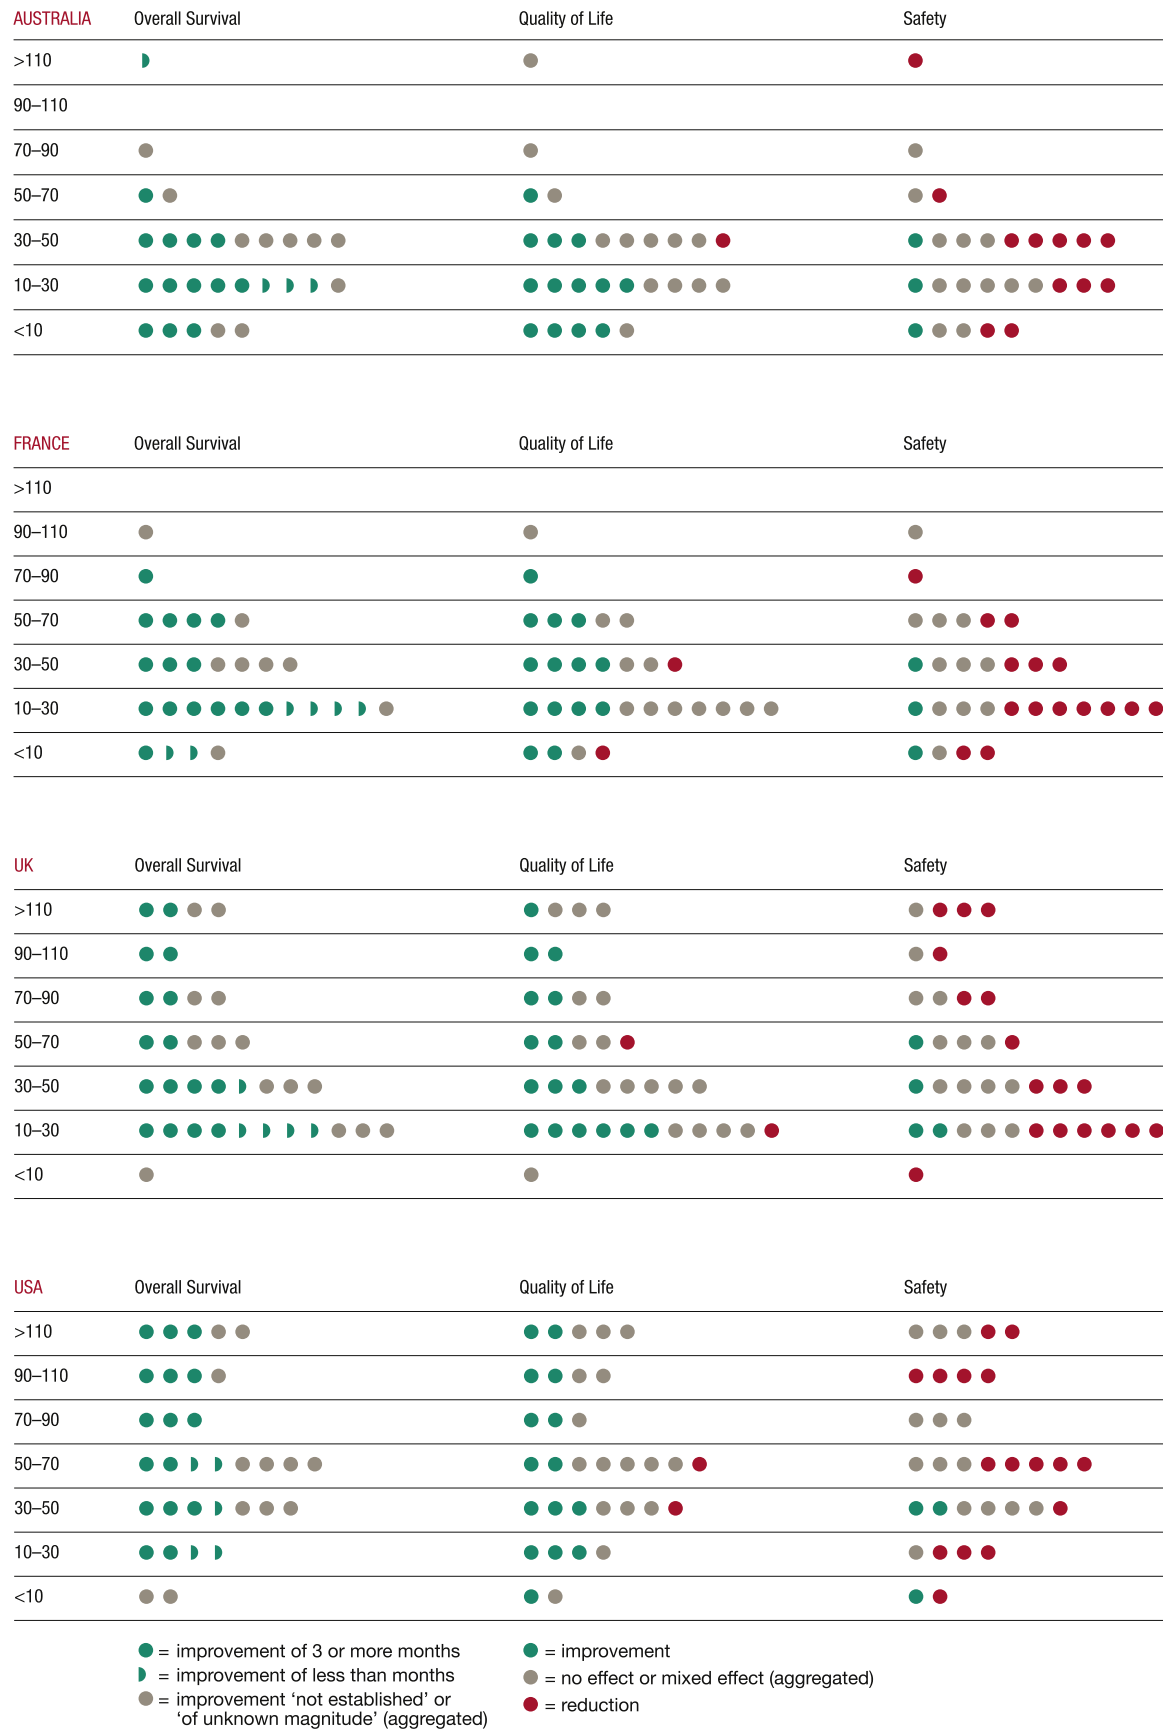 AUSTRALIA Overall Survival Quality of Life Safety
>110
90–110
70–90
50–70
30–50
10–30
<10
FRANCE Overall Survival Quality of Life Safety
>110
90–110
70–90
50–70
30–50
10–30
<10
UK Overall Survival Quality of Life Safety
>110
90–110
70–90
50–70
30–50
10–30
<10
USA Overall Survival Quality of Life Safety
>110
90–110
70–90
50–70
30–50
10–30
<10
= improvement of 3 or more months
= improvement of less than months
= improvement ‘not established’ or
‘of unknown magnitude’ (aggregated)
= improvement
= no effect or mixed effect (aggregated)
= reduction